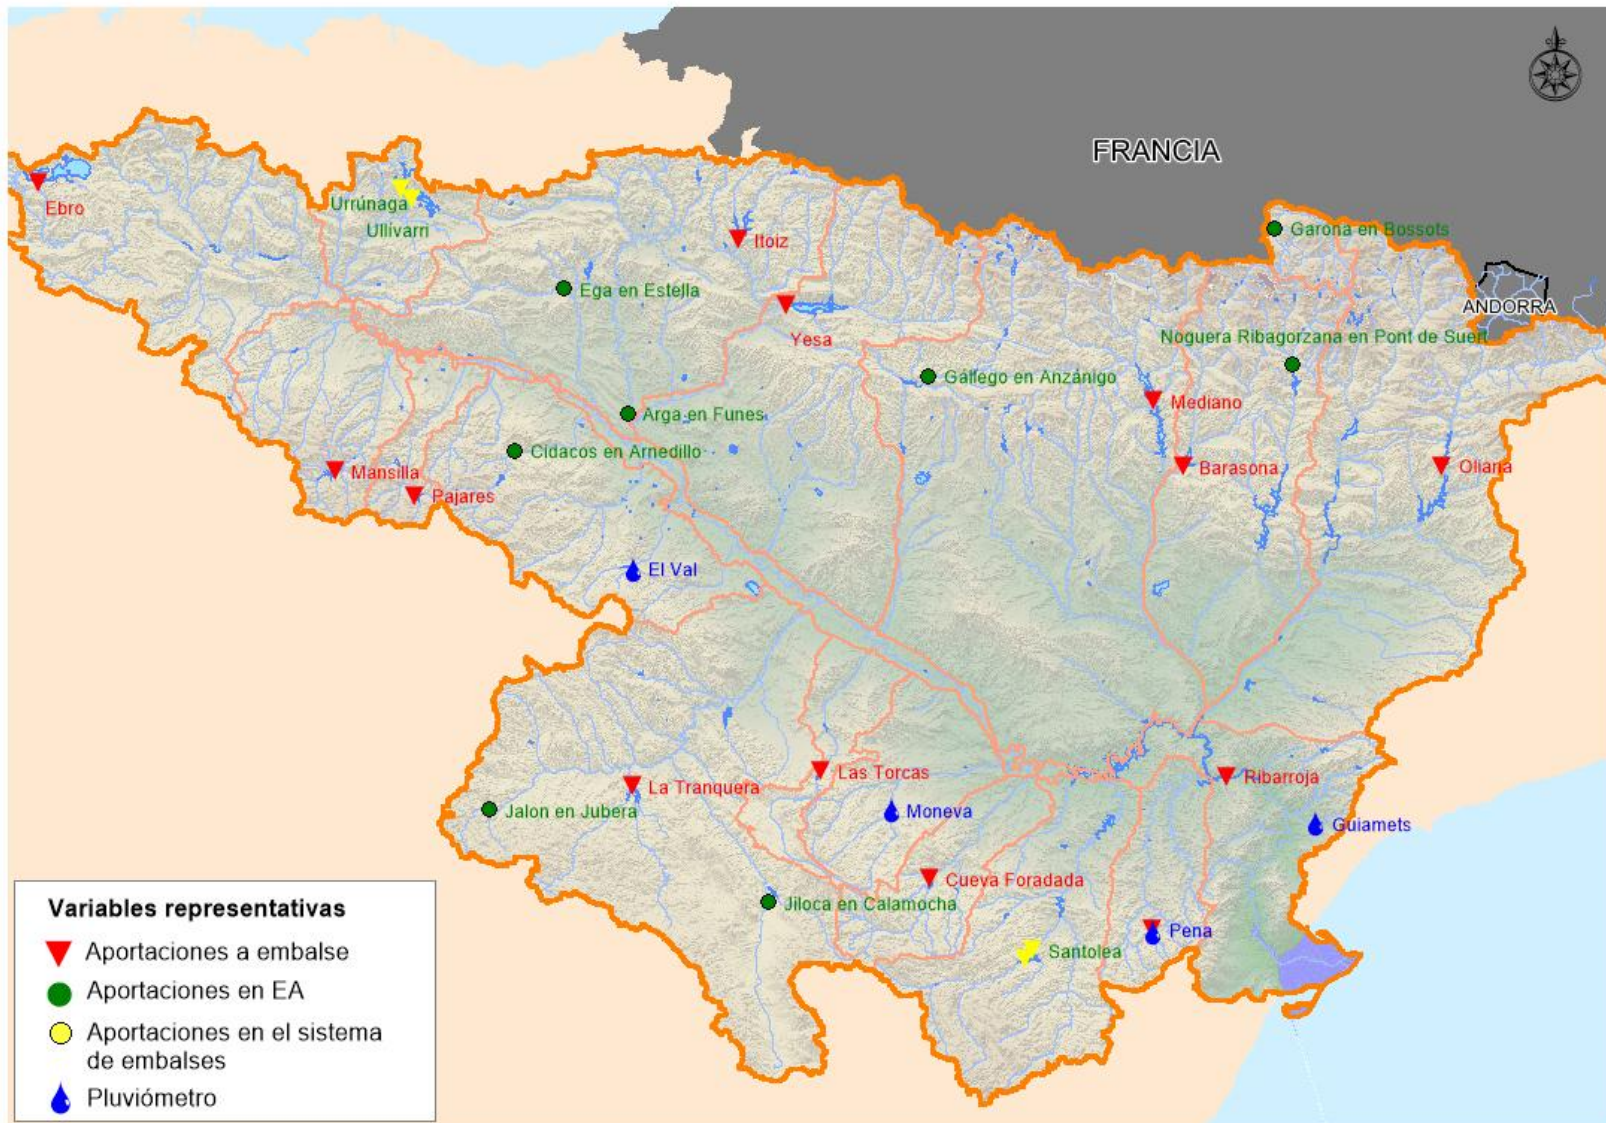 FRANCIA
Ebro
Urrúnaga
Ullívarri
Itoiz
Garona en Bossots
Ega en Estella
ANDORRA
Yesa
Noguera Ribagorzana en Pont de Suert
Gállego en Anzánigo
Mediano
Arga en Funes
Cidacos en Arnedillo
Mansilla
Pajares
Barasona
Oliana
El Val
La Tranquera
Las Torcas
Ribarroja
Jalon en Jubera
Moneva
Guiamets
Cueva Foradada
Jiloca en Calamocha
Santolea
Pena
Variables representativas
Aportaciones a embalse
Aportaciones en EA
Aportaciones en el sistema
de embalses
Pluviómetro